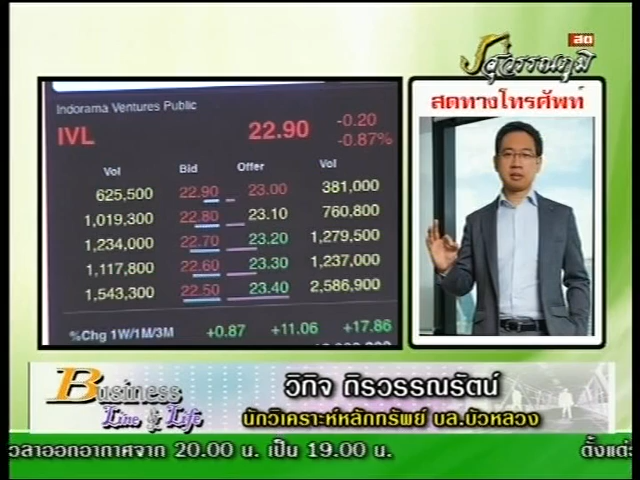 สด
สุวรรณภูมิ
สดทางโทรศัพท์
Indorama Ventures Public
IVL 22.90 -0.20
-0.87%
Vol Bid Offer Vol
625,500 22.90 23.00 381,000
1,019,300 22.80 23.10 760,800
1,234,000 22.70 23.20 1,279,500
1,117,800 22.60 23.30 1,237,000
1,543,300 22.50 23.40 2,586,900
%Chg 1W/1M/3M +0.87 +11.06 +17.86
Business
Line & Life
วิกิจ ถิรวรรณรัตน์
นักวิเคราะห์หลักทรัพย์ บล.บัวหลวง
วลาออกอากาศจาก 20.00 น. เป็น 19.00 น. ตั้งแต่ว